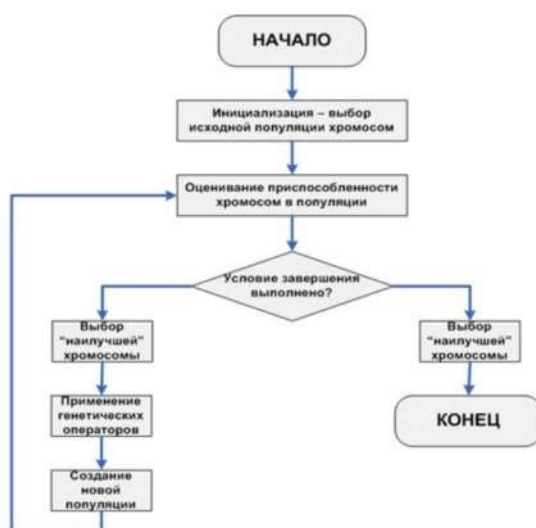 НАЧАЛО
Инициализация – выбор
исходной популяции хромосом
Оценивание приспособленности
хромосом в популяции
Условие завершения
выполнено?
Выбор
"наилучшей"
хромосомы
Применение
генетических
операторов
Создание
новой
популяции
Выбор
"наилучшей"
хромосомы
КОНЕЦ